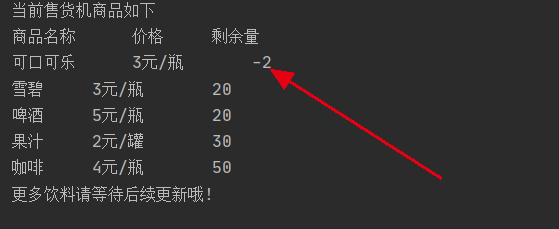 当前售货机商品如下
商品名称 价格 剩余量
可口可乐 3元/瓶 -2
雪碧 3元/瓶 20
啤酒 5元/瓶 20
果汁 2元/罐 30
咖啡 4元/瓶 50
更多饮料请等待后续更新哦!